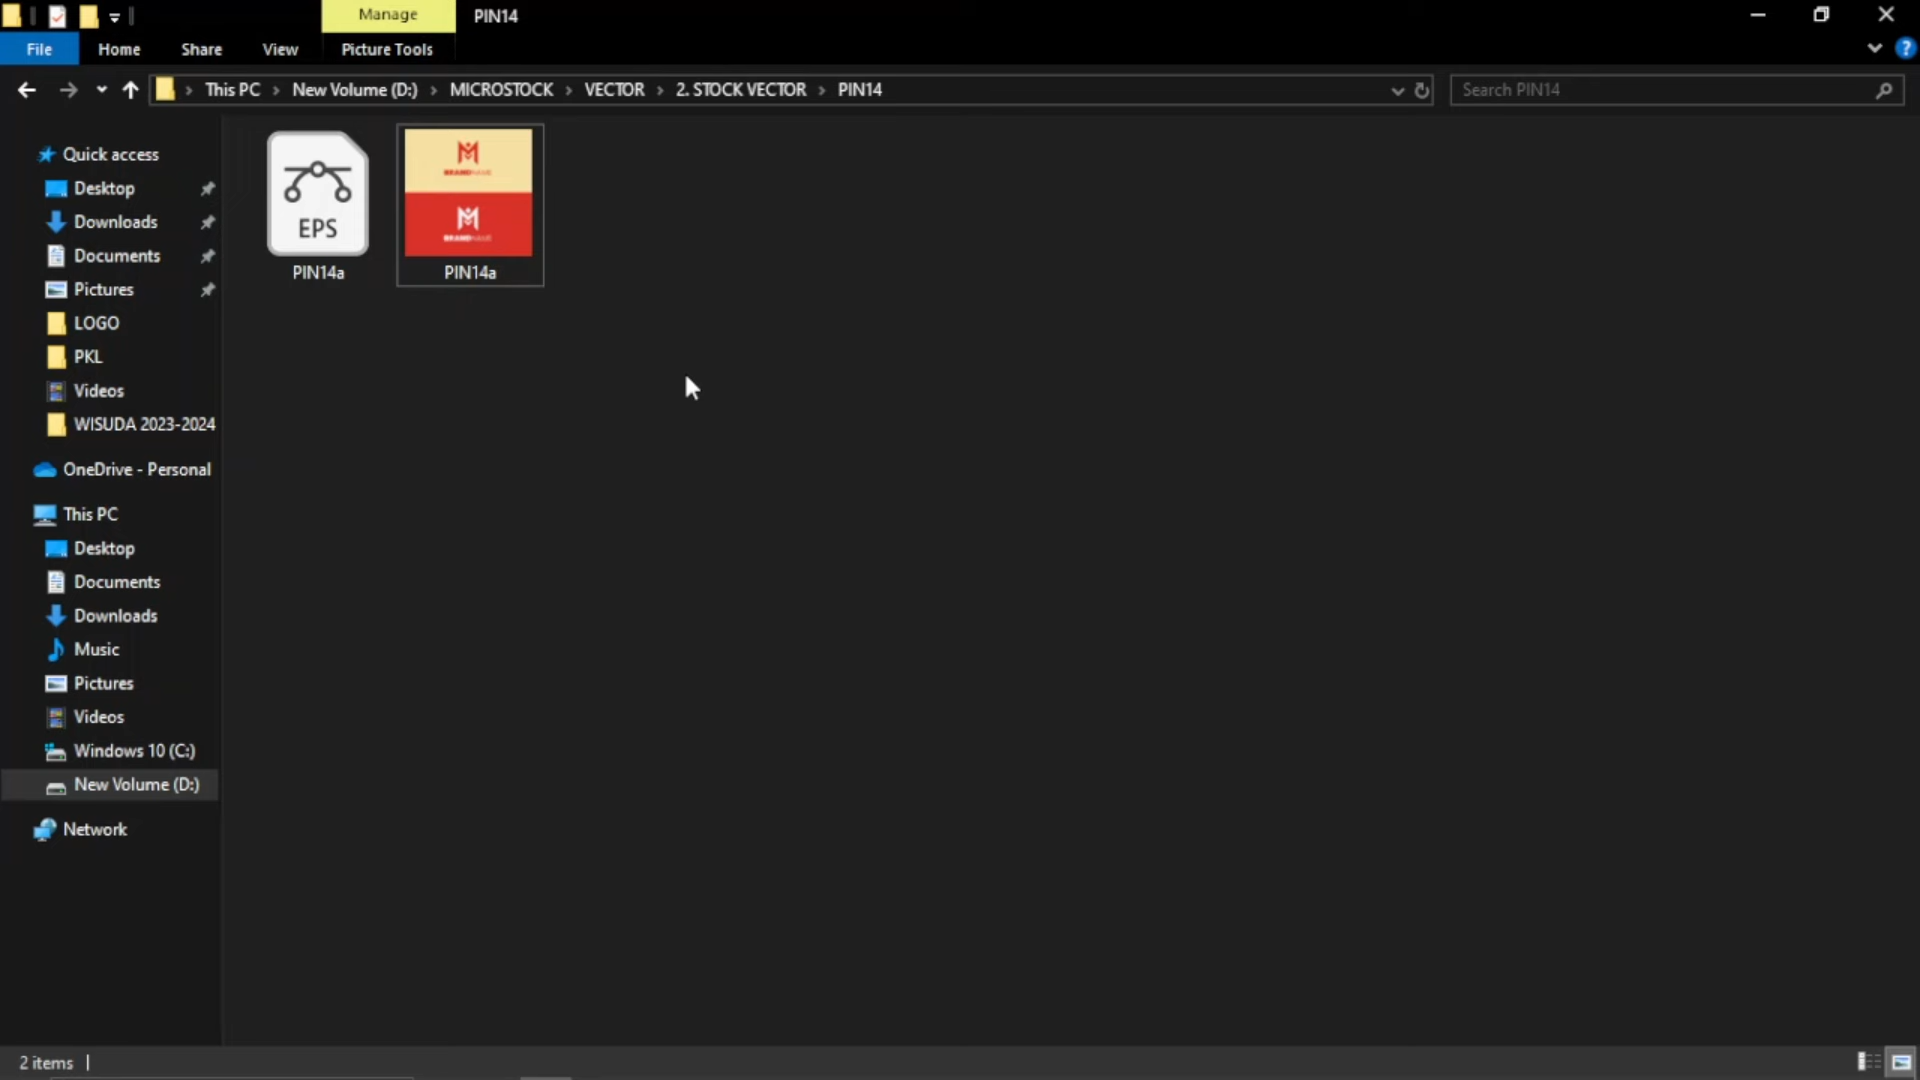 Manage
PIN14
File
Home
Share
View
Picture Tools
This PC
New Volume (D:)
MICROSTOCK
VECTOR
2. STOCK VECTOR
PIN14
Search PIN14
Quick access
Desktop
Downloads
Documents
Pictures
LOGO
PKL
Videos
WISUDA 2023-2024
OneDrive - Personal
This PC
Desktop
Documents
Downloads
Music
Pictures
Videos
Windows 10 (C:)
New Volume (D:)
Network
EPS
PIN14a
M
BRANDNAME
M
BRANDNAME
PIN14a
2 items